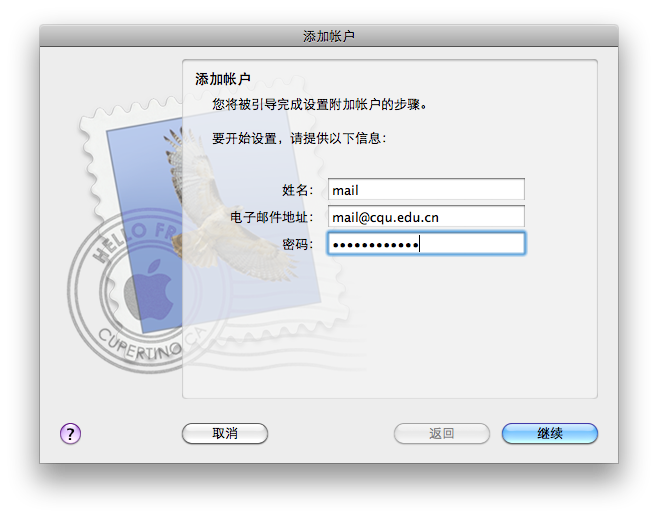 添加帐户
添加帐户
您将被引导完成设置附加帐户的步骤。
要开始设置，请提供以下信息：
姓名： mail
电子邮件地址： mail@cqu.edu.cn
密码： ••••••••••••
HELLO FR
CUPERTINO CA
? 取消 返回 继续